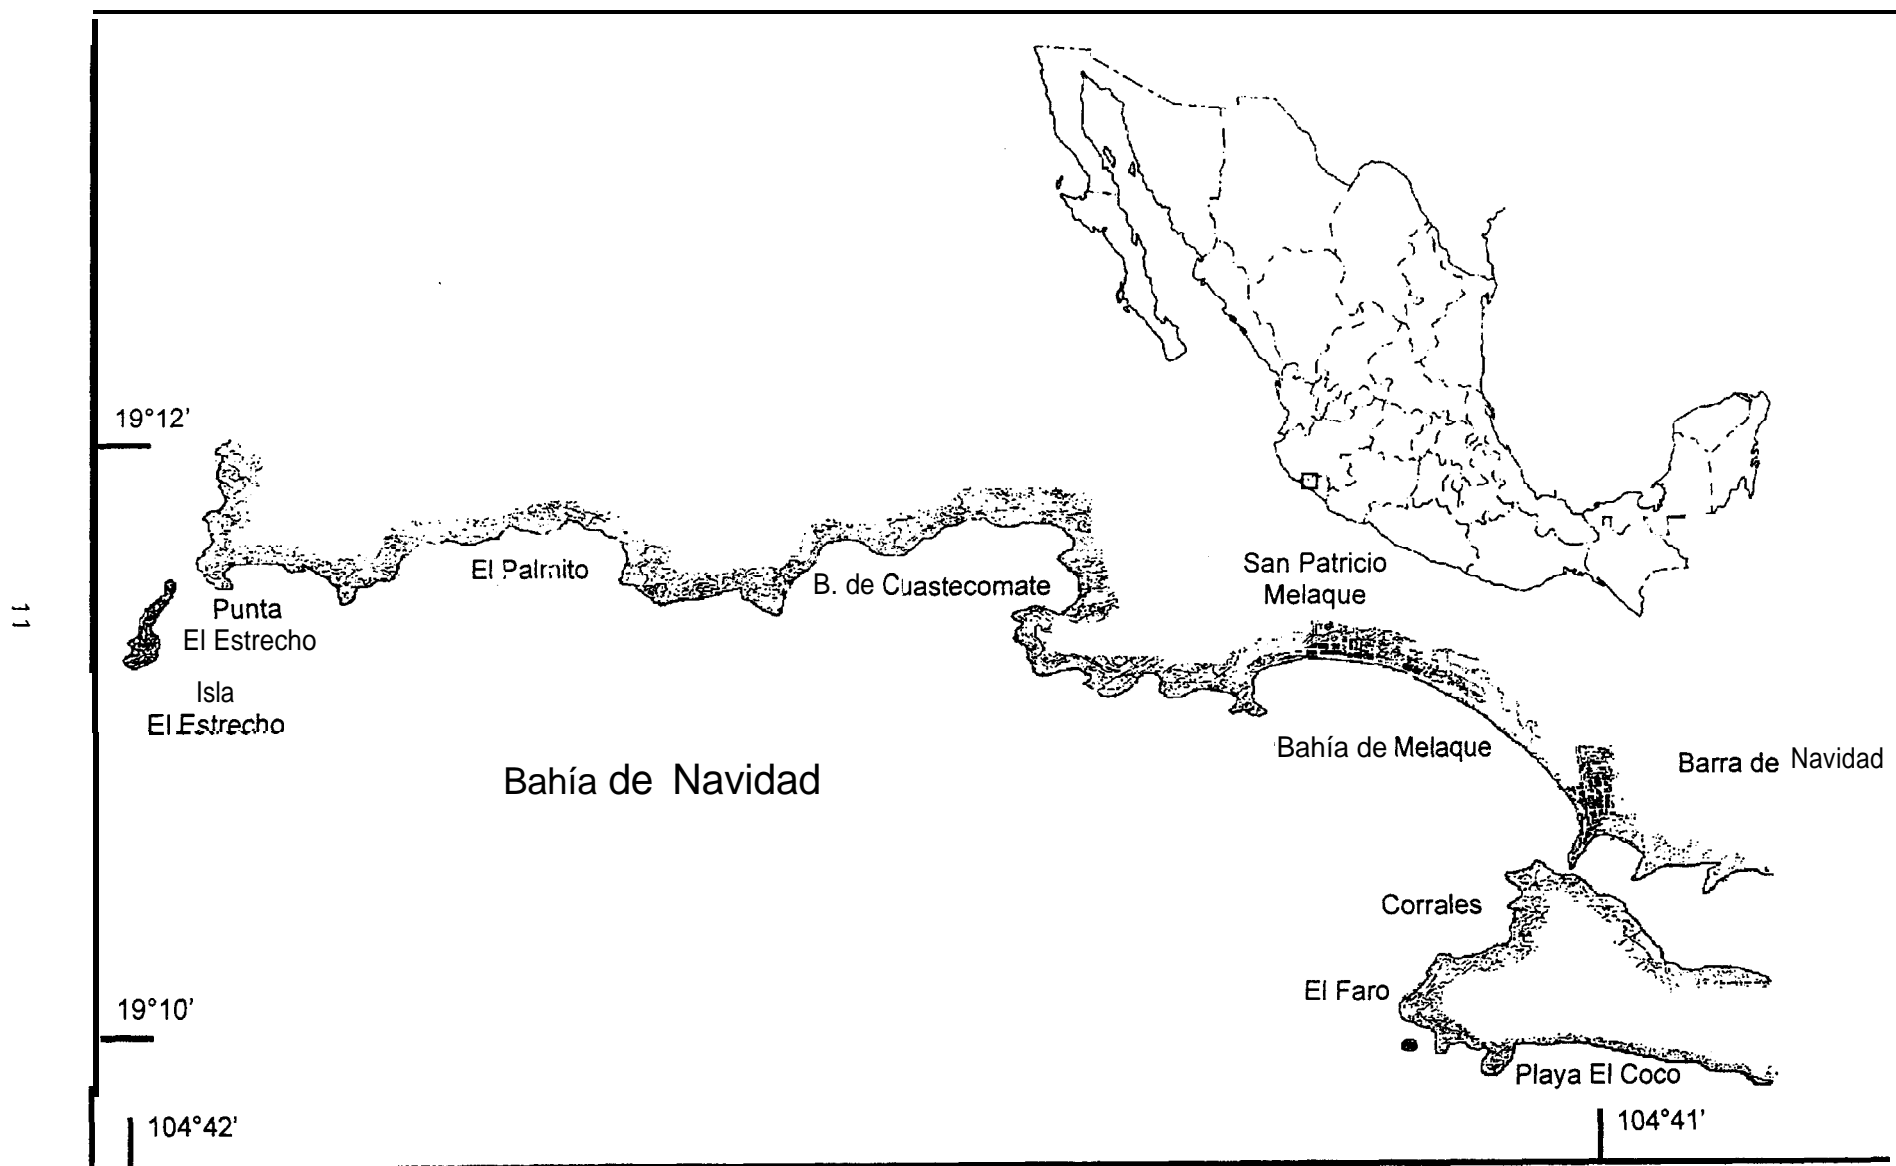 19°12'
El Palmito
B. de Cuastecomate
San Patricio
Melaque
Punta
El Estrecho
Isla
El Estrecho
Bahía de Navidad
Bahía de Melaque
Barra de Navidad
Corrales
El Faro
19°10'
Playa El Coco
104°42'
104°41'
11